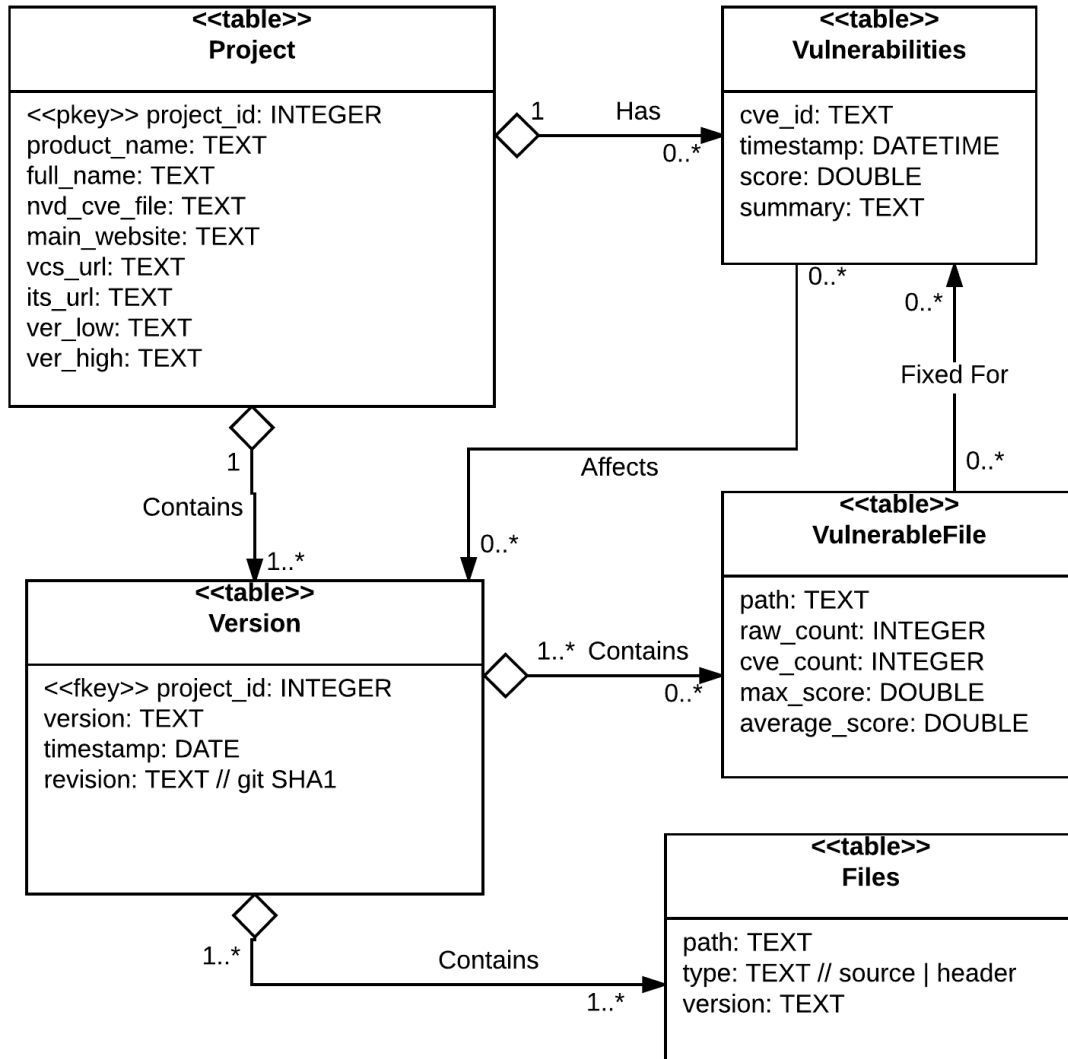 <<table>>
Project
<<pkey>> project_id: INTEGER
product_name: TEXT
full_name: TEXT
nvd_cve_file: TEXT
main_website: TEXT
vcs_url: TEXT
its_url: TEXT
ver_low: TEXT
ver_high: TEXT
1
Has
0..*
<<table>>
Vulnerabilities
cve_id: TEXT
timestamp: DATETIME
score: DOUBLE
summary: TEXT
0..*
0..*
Fixed For
0..*
Affects
0..*
1
Contains
1..*
<<table>>
Version
<<fkey>> project_id: INTEGER
version: TEXT
timestamp: DATE
revision: TEXT // git SHA1
1..* Contains
0..*
<<table>>
VulnerableFile
path: TEXT
raw_count: INTEGER
cve_count: INTEGER
max_score: DOUBLE
average_score: DOUBLE
1..*
Contains
1..*
<<table>>
Files
path: TEXT
type: TEXT // source | header
version: TEXT